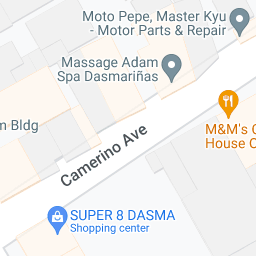 Moto Pepe, Master Kyu
- Motor Parts & Repair
Massage Adam
Spa Dasmariñas
M&M's
House
Bldg
Camerino Ave
SUPER 8 DASMA
Shopping center